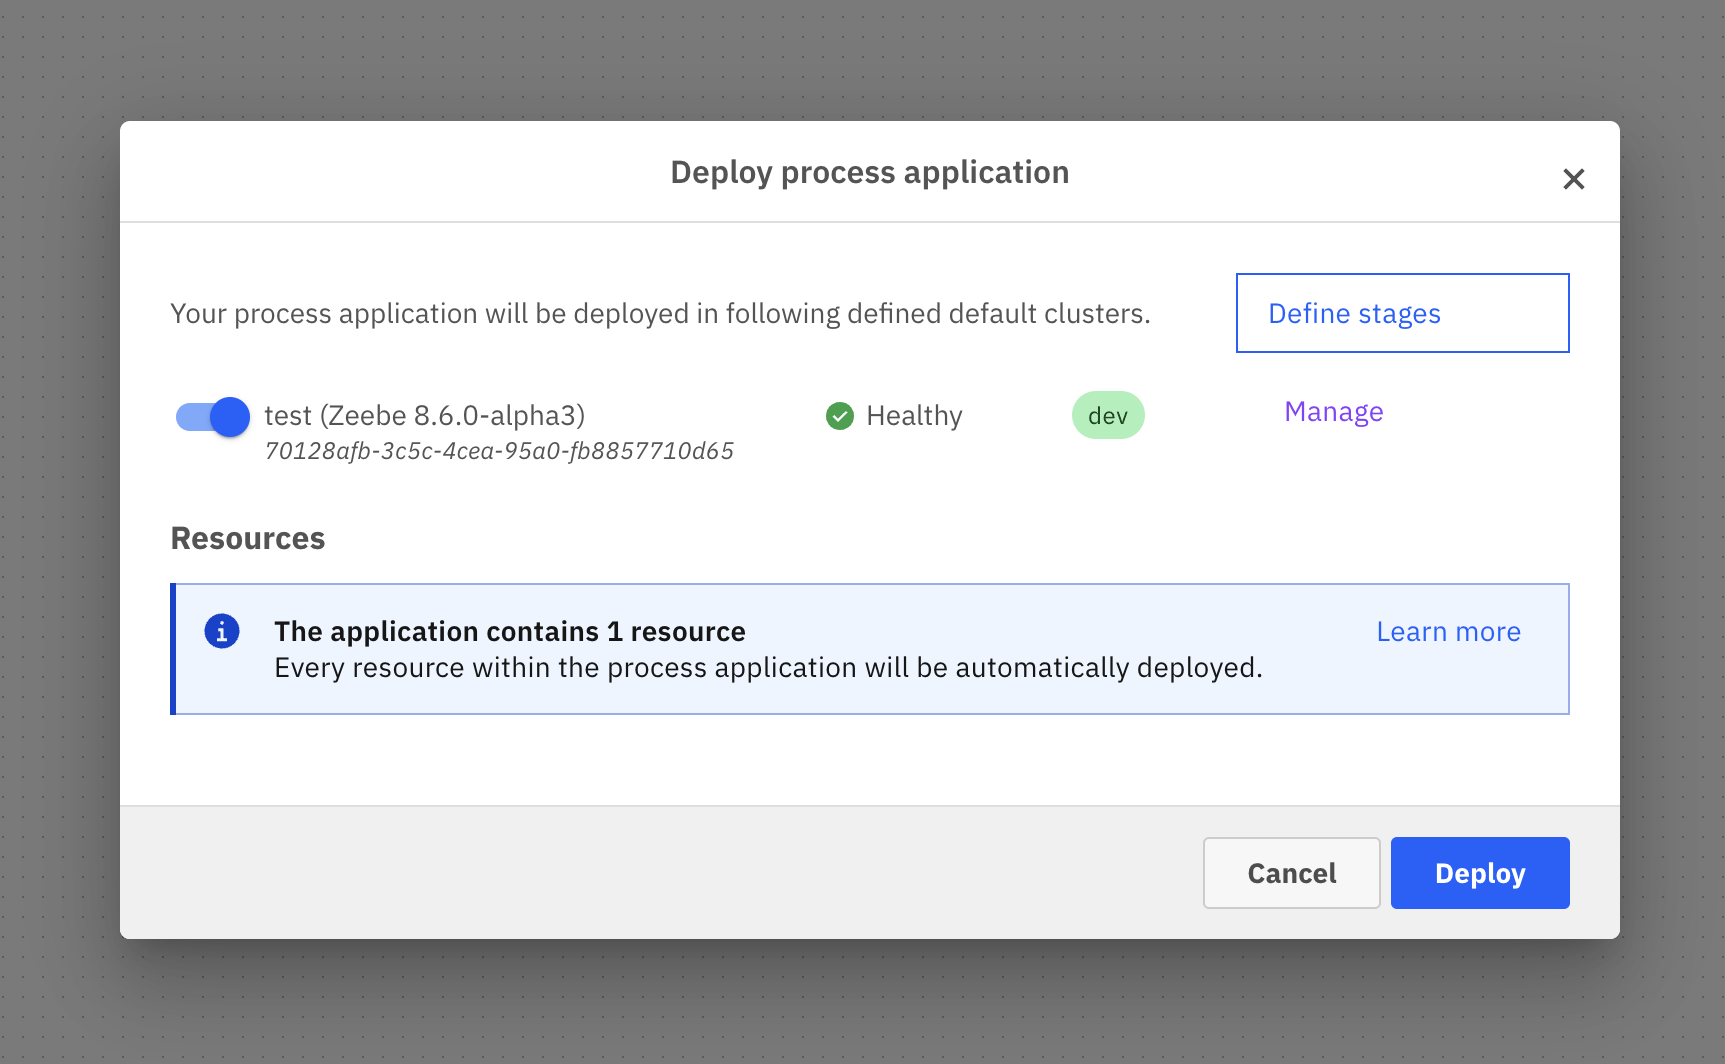 Deploy process application
Your process application will be deployed in following defined default clusters.
Define stages
test (Zeebe 8.6.0-alpha3)
Healthy
dev
Manage
70128afb-3c5c-4cea-95a0-fb8857710d65
Resources
The application contains 1 resource
Learn more
Every resource within the process application will be automatically deployed.
Cancel
Deploy